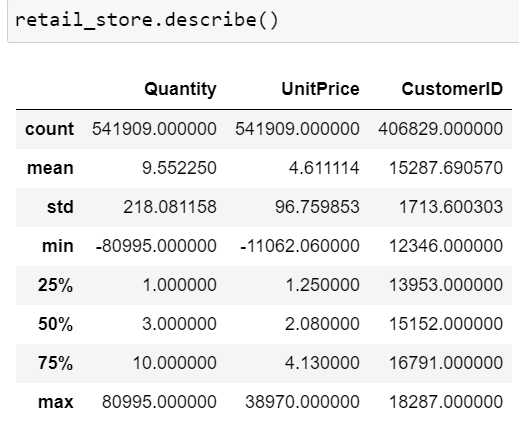 retail_store.describe()
Quantity UnitPrice CustomerID
count 541909.000000 541909.000000 406829.000000
mean 9.552250 4.611114 15287.690570
std 218.081158 96.759853 1713.600303
min -80995.000000 -11062.060000 12346.000000
25% 1.000000 1.250000 13953.000000
50% 3.000000 2.080000 15152.000000
75% 10.000000 4.130000 16791.000000
max 80995.000000 38970.000000 18287.000000